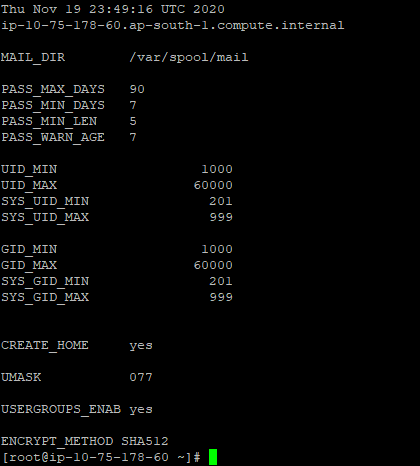 Thu Nov 19 23:49:16 UTC 2020
ip-10-75-178-60.ap-south-1.compute.internal
MAIL_DIR /var/spool/mail
PASS_MAX_DAYS 90
PASS_MIN_DAYS 7
PASS_MIN_LEN 5
PASS_WARN_AGE 7
UID_MIN 1000
UID_MAX 60000
SYS_UID_MIN 201
SYS_UID_MAX 999
GID_MIN 1000
GID_MAX 60000
SYS_GID_MIN 201
SYS_GID_MAX 999
CREATE_HOME yes
UMASK 077
USERGROUPS_ENAB yes
ENCRYPT_METHOD SHA512
[root@ip-10-75-178-60 ~]#